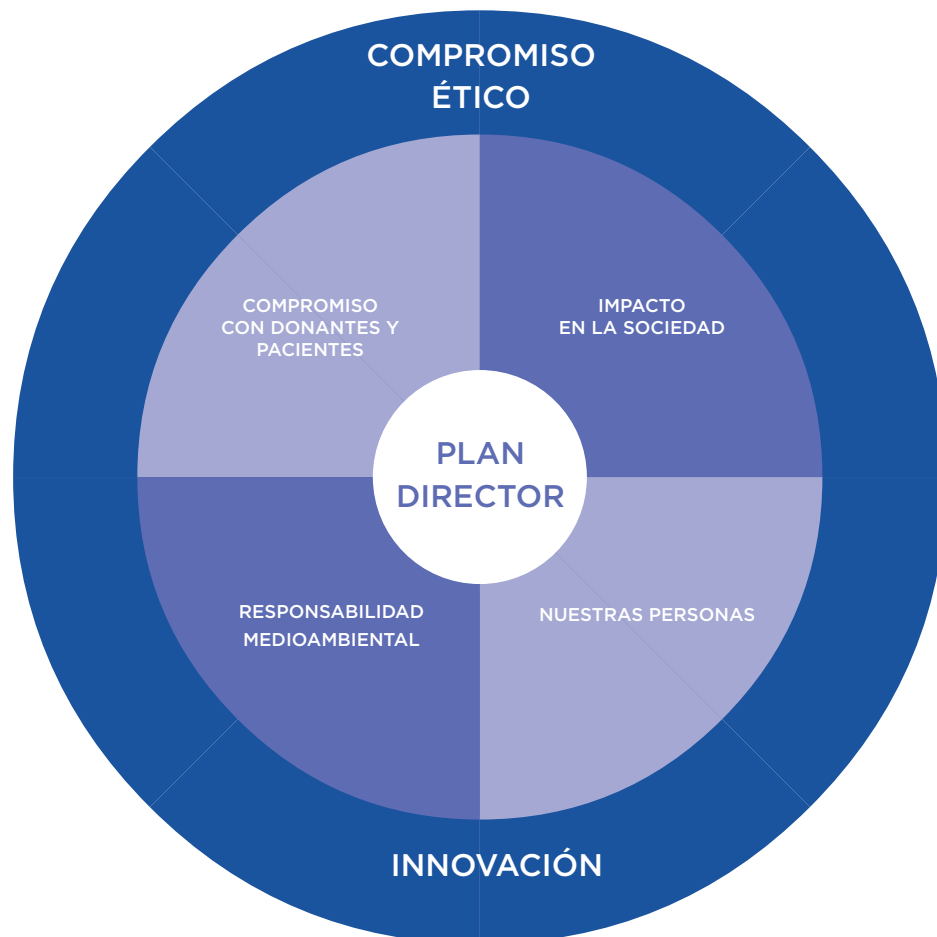 COMPROMISO
ÉTICO
COMPROMISO
CON DONANTES Y
PACIENTES
IMPACTO
EN LA SOCIEDAD
PLAN
DIRECTOR
RESPONSABILIDAD
MEDIOAMBIENTAL
NUESTRAS PERSONAS
INNOVACIÓN